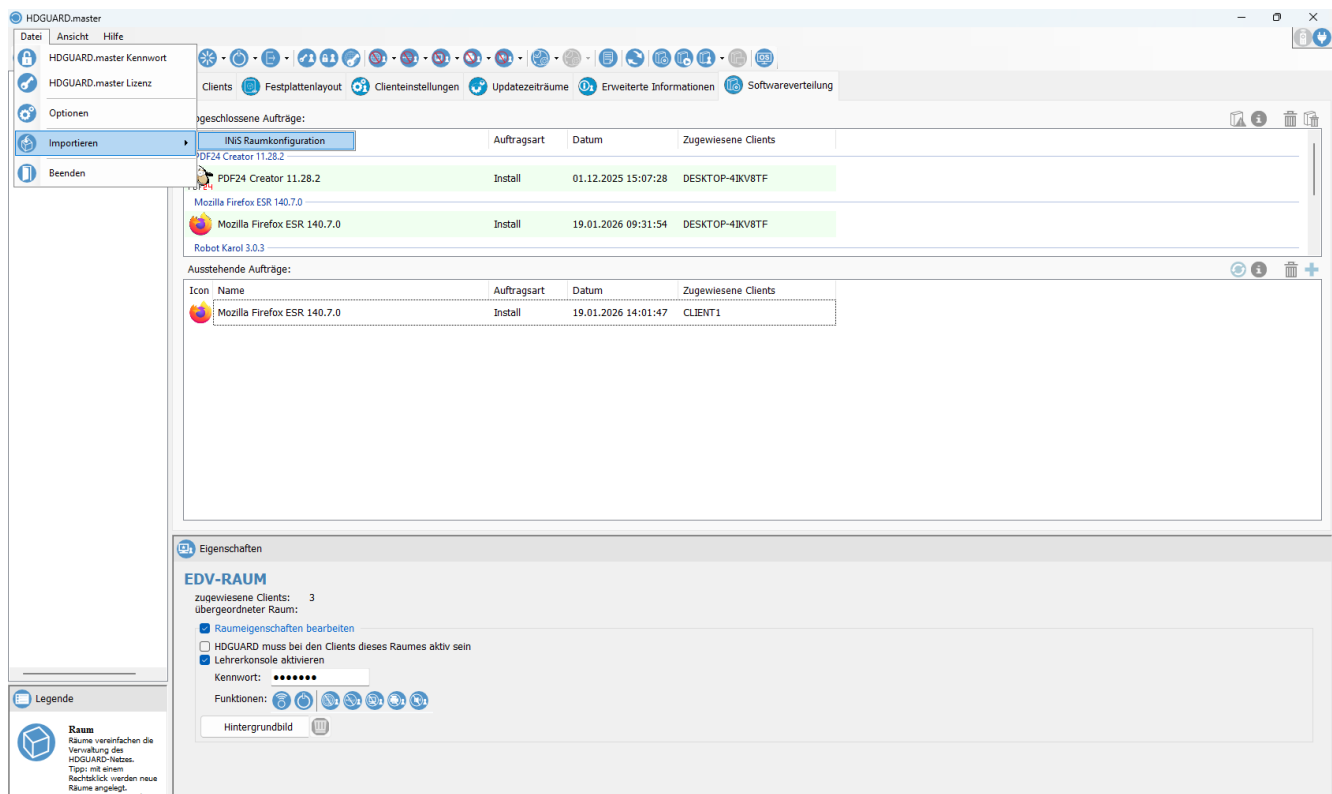 HDGUARD.master
Datei Ansicht Hilfe
HDGUARD.master Kennwort
HDGUARD.master Lizenz
Optionen
Importieren
INiS Raumkonfiguration
Beenden
Clients Festplattenlayout Clienteinstellungen Updatezeiträume Erweiterte Informationen Softwareverteilung
ogeschlossene Aufträge:
Auftragsart Datum Zugewiesene Clients
PDF24 Creator 11.28.2
PDF24 Creator 11.28.2 Install 01.12.2025 15:07:28 DESKTOP-4IKV8TF
Mozilla Firefox ESR 140.7.0
Mozilla Firefox ESR 140.7.0 Install 19.01.2026 09:31:54 DESKTOP-4IKV8TF
Robot Karol 3.0.3
Ausstehende Aufträge:
Icon Name Auftragsart Datum Zugewiesene Clients
Mozilla Firefox ESR 140.7.0 Install 19.01.2026 14:01:47 CLIENT1
Eigenschaften
EDV-RAUM
zugewiesene Clients: 3
übergeordneter Raum:
Raumeigenschaften bearbeiten
HDGUARD muss bei den Clients dieses Raumes aktiv sein
Lehrerkonsole aktivieren
Kennwort: •••••••
Funktionen:
Hintergrundbild
Legende
Raum
Räume vereinfachen die
Verwaltung des
HDGUARD-Netzes.
Tipp: mit einem
Rechtsklick werden neue
Räume angelegt.